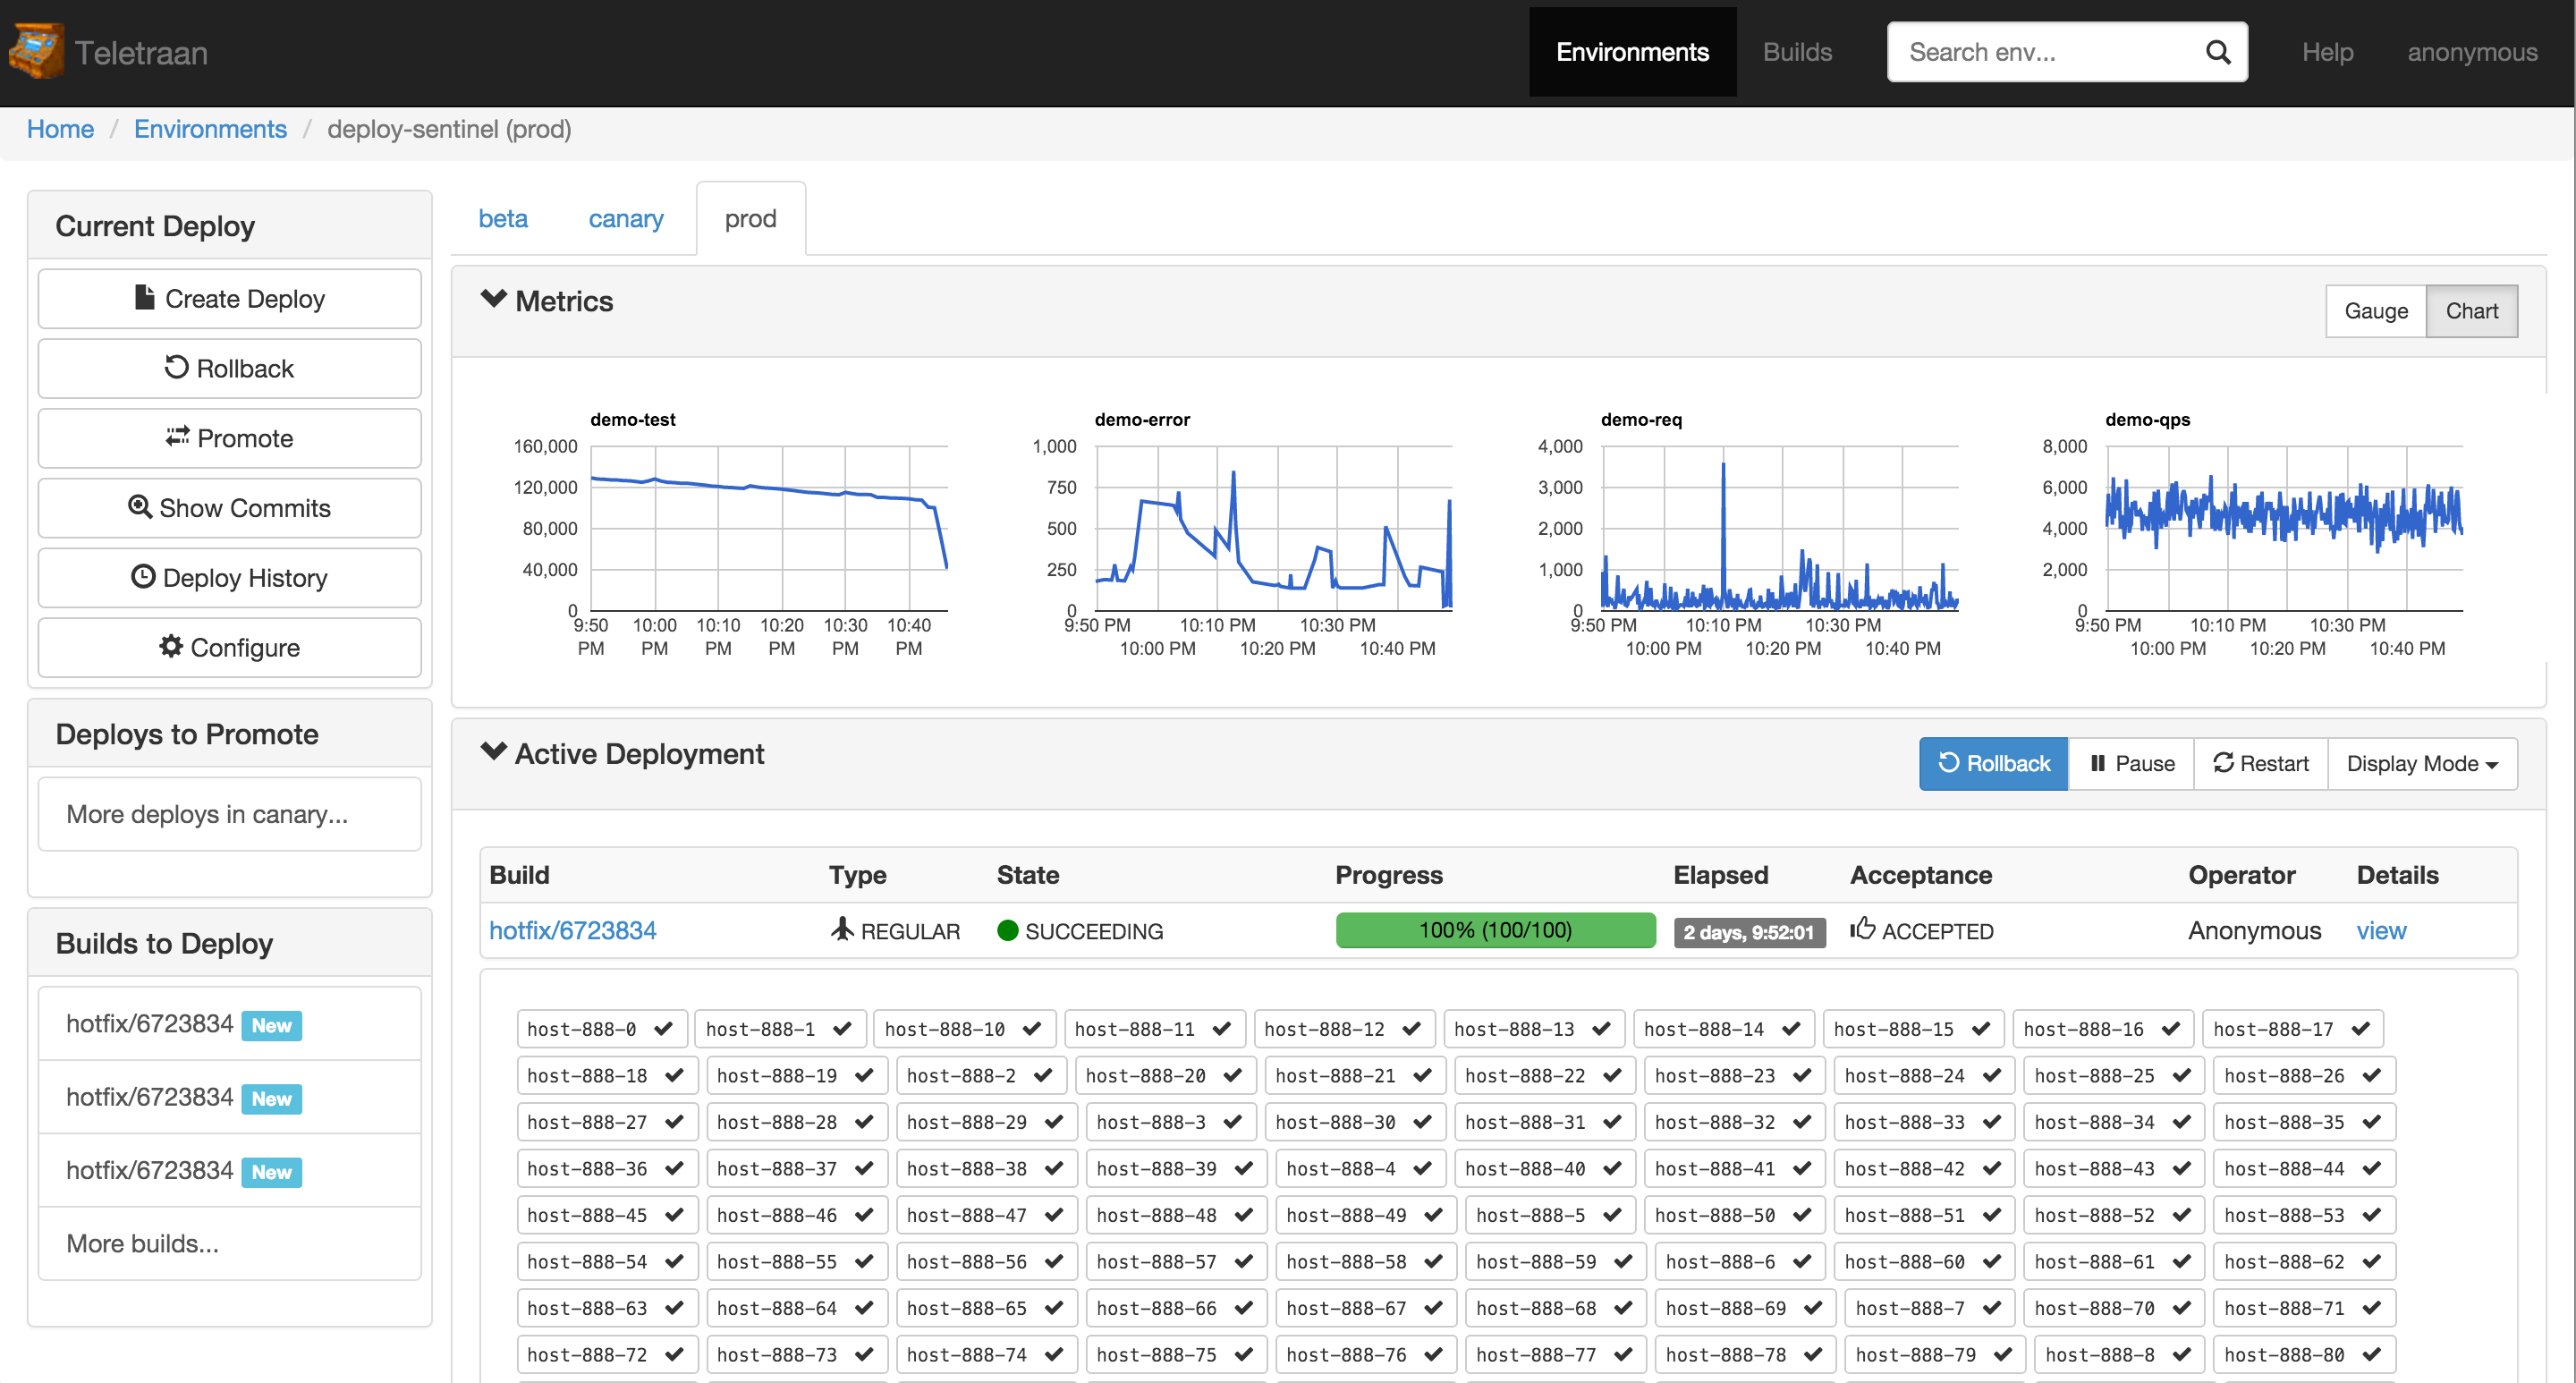 Teletraan
Environments Builds Search env... Help anonymous
Home / Environments / deploy-sentinel (prod)
Current Deploy
Create Deploy
Rollback
Promote
Show Commits
Deploy History
Configure
Deploys to Promote
More deploys in canary...
Builds to Deploy
hotfix/6723834 New
hotfix/6723834 New
hotfix/6723834 New
More builds...
beta canary prod
Metrics
Gauge Chart
demo-test
160,000
120,000
80,000
40,000
0
9:50 PM 10:00 PM 10:10 PM 10:20 PM 10:30 PM 10:40 PM
demo-error
1,000
750
500
250
0
9:50 PM 10:10 PM 10:30 PM
10:00 PM 10:20 PM 10:40 PM
demo-req
4,000
3,000
2,000
1,000
0
9:50 PM 10:10 PM 10:30 PM
10:00 PM 10:20 PM 10:40 PM
demo-qps
8,000
6,000
4,000
2,000
0
9:50 PM 10:10 PM 10:30 PM
10:00 PM 10:20 PM 10:40 PM
Active Deployment
Rollback Pause Restart Display Mode
Build Type State Progress Elapsed Acceptance Operator Details
hotfix/6723834 REGULAR SUCCEEDING 100% (100/100) 2 days, 9:52:01 ACCEPTED Anonymous view
host-888-0 host-888-1 host-888-10 host-888-11 host-888-12 host-888-13 host-888-14 host-888-15 host-888-16 host-888-17
host-888-18 host-888-19 host-888-2 host-888-20 host-888-21 host-888-22 host-888-23 host-888-24 host-888-25 host-888-26
host-888-27 host-888-28 host-888-29 host-888-3 host-888-30 host-888-31 host-888-32 host-888-33 host-888-34 host-888-35
host-888-36 host-888-37 host-888-38 host-888-39 host-888-4 host-888-40 host-888-41 host-888-42 host-888-43 host-888-44
host-888-45 host-888-46 host-888-47 host-888-48 host-888-49 host-888-5 host-888-50 host-888-51 host-888-52 host-888-53
host-888-54 host-888-55 host-888-56 host-888-57 host-888-58 host-888-59 host-888-6 host-888-60 host-888-61 host-888-62
host-888-63 host-888-64 host-888-65 host-888-66 host-888-67 host-888-68 host-888-69 host-888-7 host-888-70 host-888-71
host-888-72 host-888-73 host-888-74 host-888-75 host-888-76 host-888-77 host-888-78 host-888-79 host-888-8 host-888-80